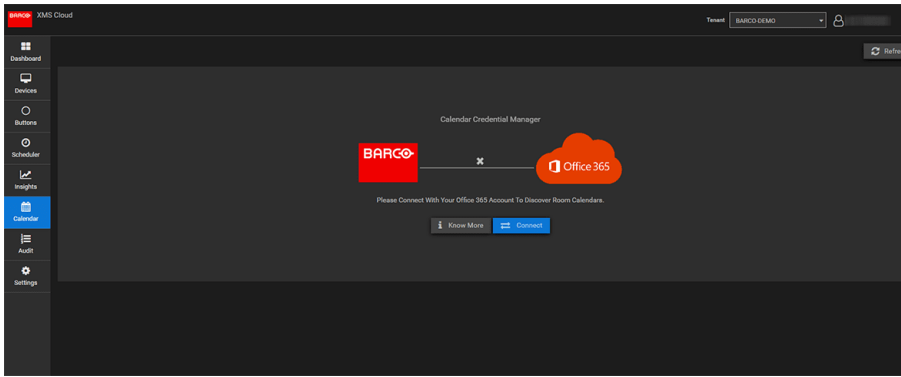 BARCO XMS Cloud
Tenant BARCO-DEMO
Refre
Dashboard
Devices
Buttons
Scheduler
Insights
Calendar
Audit
Settings
Calendar Credential Manager
BARCO Office 365
Please Connect With Your Office 365 Account To Discover Room Calendars.
Know More Connect